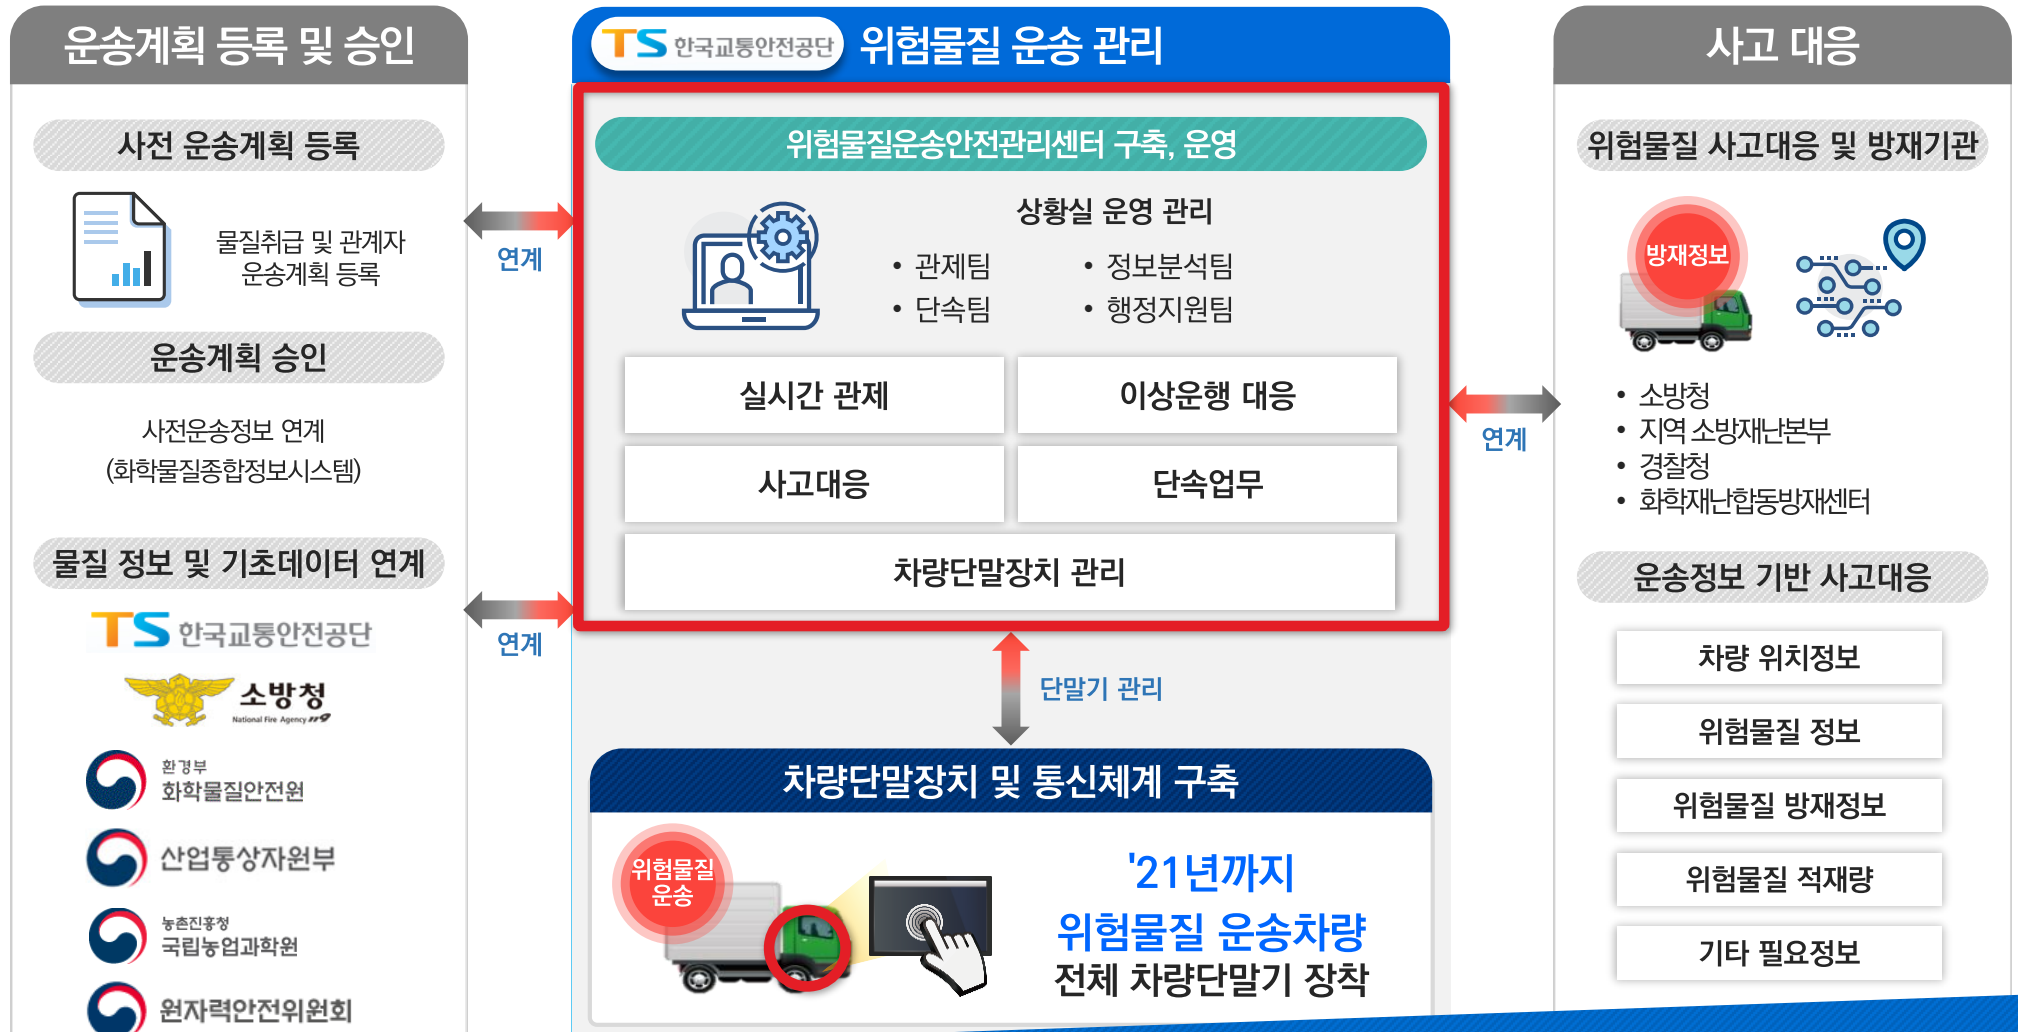 운송계획 등록 및 승인
사전 운송계획 등록
물질취급 및 관계자
운송계획 등록
운송계획 승인
사전운송정보 연계
(화학물질종합정보시스템)
물질 정보 및 기초데이터 연계
TS 한국교통안전공단
소방청
National Fire Agency 119
환경부
화학물질안전원
산업통상자원부
농촌진흥청
국립농업과학원
원자력안전위원회
연계
연계
TS 한국교통안전공단 위험물질 운송 관리
위험물질운송안전관리센터 구축, 운영
상황실 운영 관리
• 관제팀 • 정보분석팀
• 단속팀 • 행정지원팀
실시간 관제 이상운행 대응
사고대응 단속업무
차량단말장치 관리
단말기 관리
차량단말장치 및 통신체계 구축
위험물질
운송
'21년까지
위험물질 운송차량
전체 차량단말기 장착
연계
사고 대응
위험물질 사고대응 및 방재기관
방재정보
• 소방청
• 지역 소방재난본부
• 경찰청
• 화학재난합동방재센터
운송정보 기반 사고대응
차량 위치정보
위험물질 정보
위험물질 방재정보
위험물질 적재량
기타 필요정보